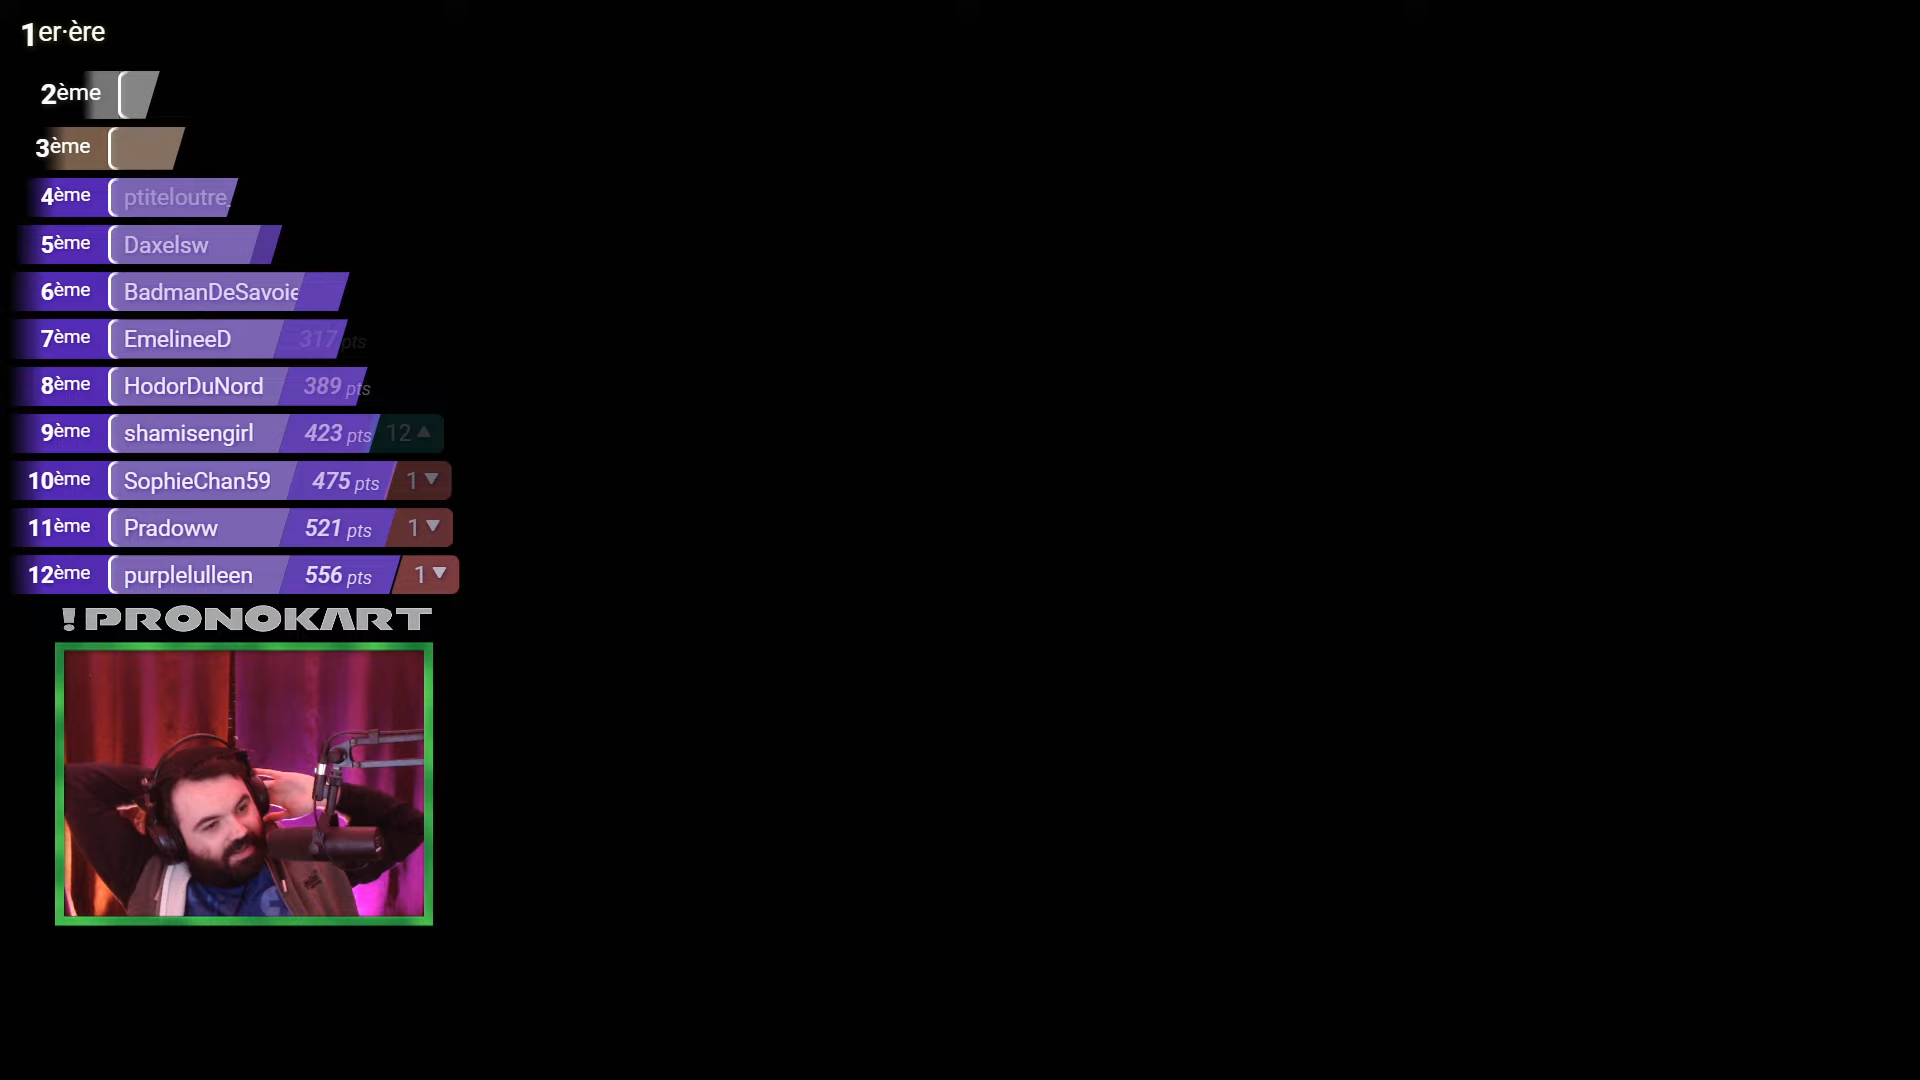 1er·ère
2ème
3ème
4ème ptiteloutre_
5ème Daxelsw
6ème BadmanDeSavoie
7ème EmelineeD 317 pts
8ème HodorDuNord 389 pts
9ème shamisengirl 423 pts 12 ▲
10ème SophieChan59 475 pts 1 ▼
11ème Pradoww 521 pts 1 ▼
12ème purplelulleen 556 pts 1 ▼
! PRONOKART